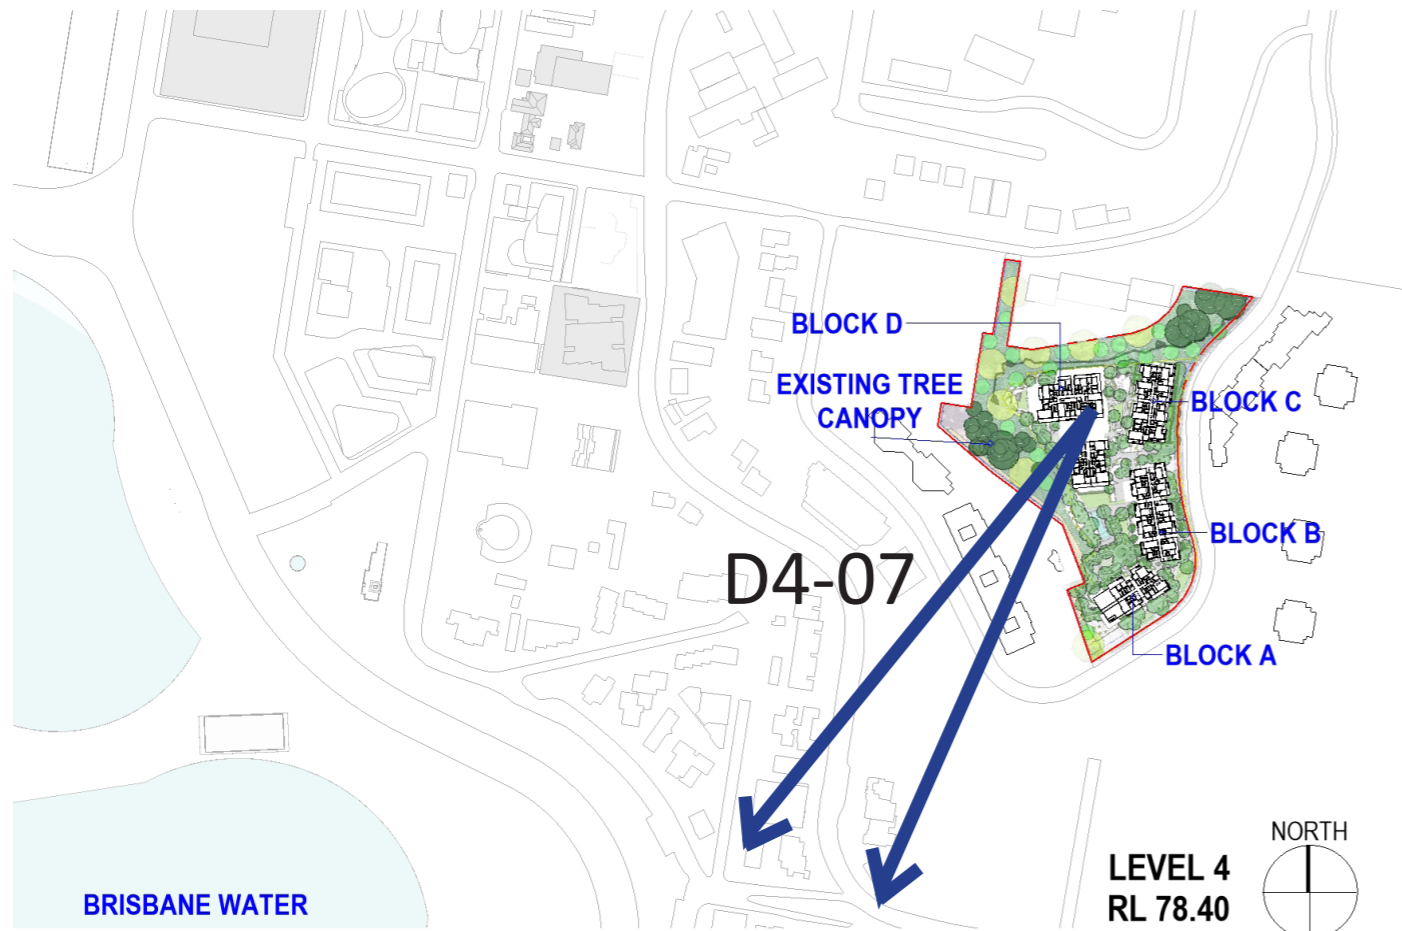 BLOCK D
EXISTING TREE
CANOPY
BLOCK C
BLOCK B
D4-07
BLOCK A
NORTH
LEVEL 4
RL 78.40
BRISBANE WATER